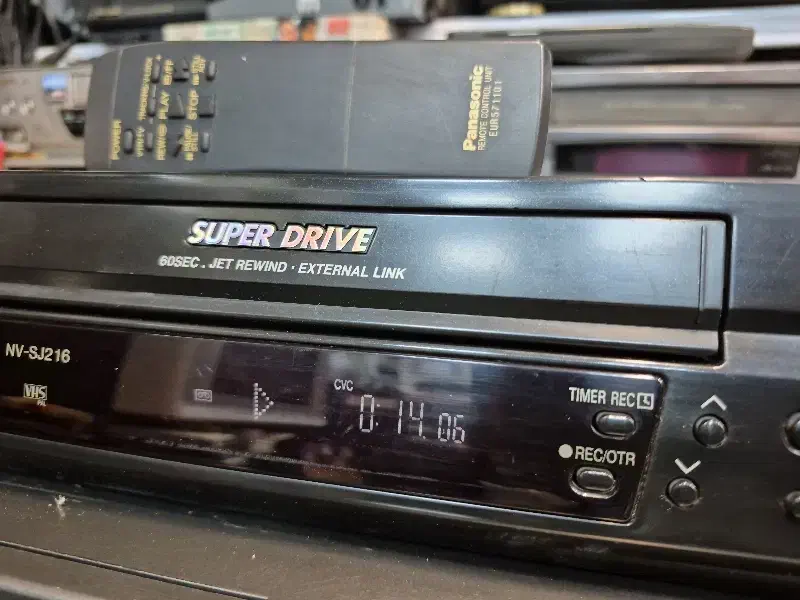 POWER
REW/◀◀
PLAY
STOP
Panasonic
REMOTE CONTROL UNIT
EUR571101
SUPER DRIVE
60SEC. JET REWIND · EXTERNAL LINK
NV-SJ216
VHS
PAL
CVC
0:14.06
TIMER REC
REC/OTR